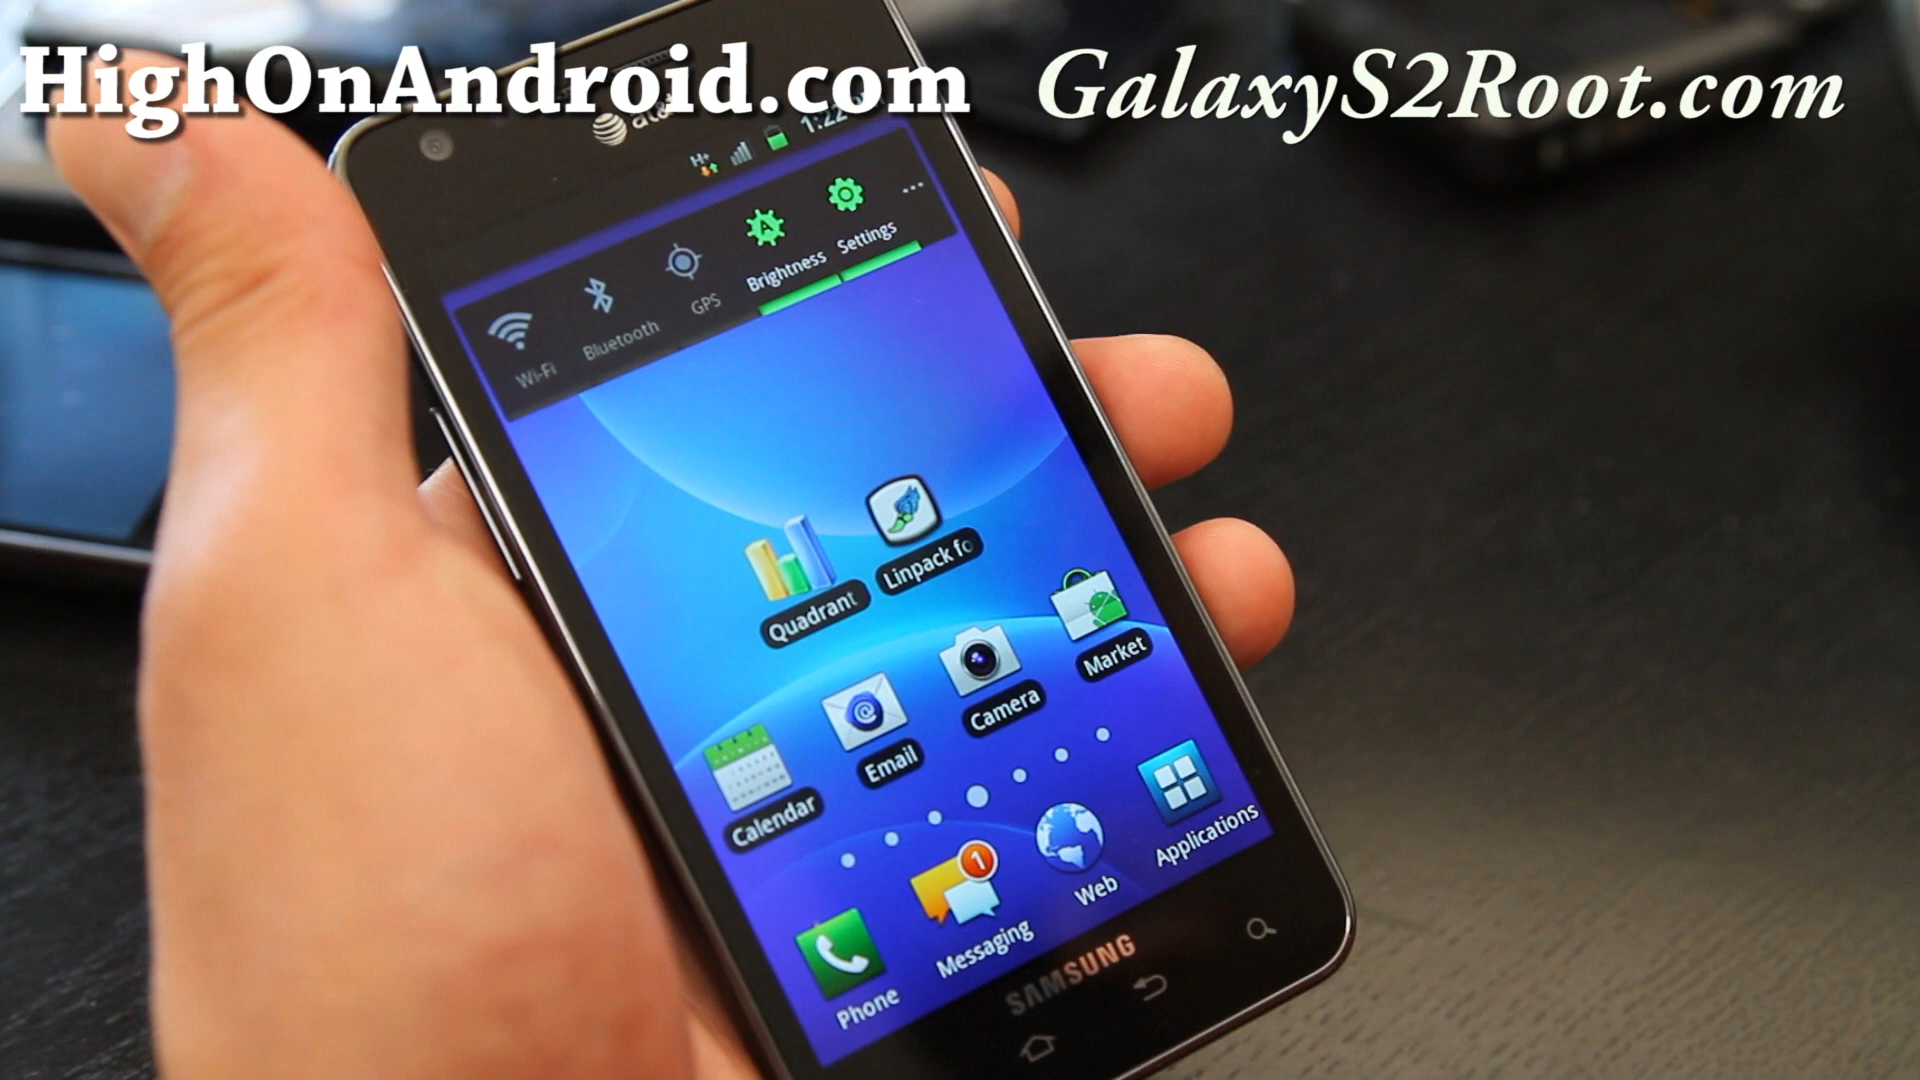 HighOnAndroid.com GalaxyS2Root.com
at&t
H+
Wi-Fi Bluetooth GPS Brightness Settings
Quadrant Linpack fo
Calendar Email Camera Market
1
Phone Messaging Web Applications
SAMSUNG